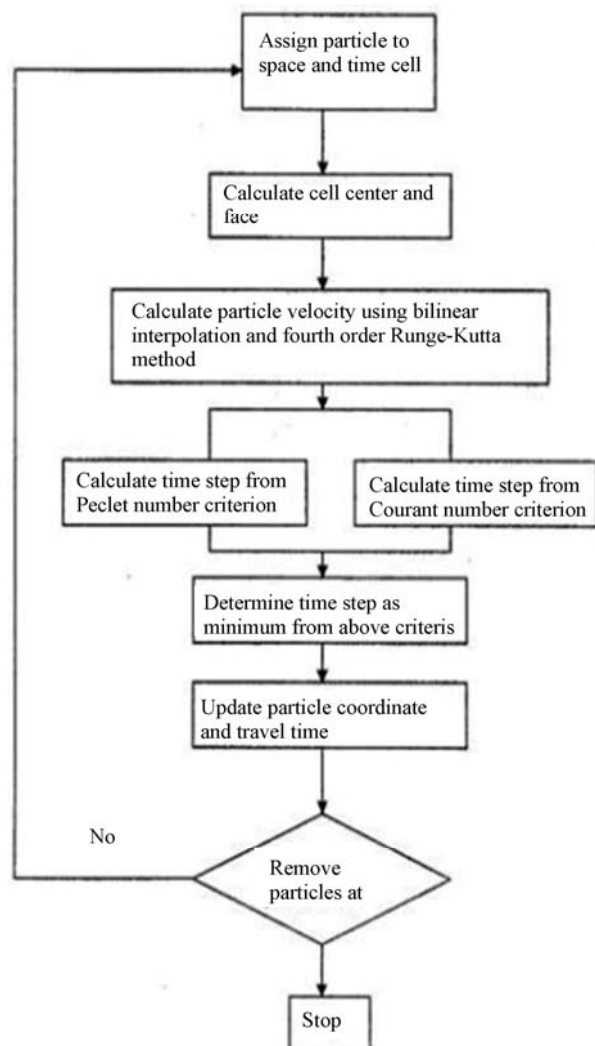 Assign particle to
space and time cell
Calculate cell center and
face
Calculate particle velocity using bilinear
interpolation and fourth order Runge-Kutta
method
Calculate time step from
Peclet number criterion
Calculate time step from
Courant number criterion
Determine time step as
minimum from above criteris
Update particle coordinate
and travel time
No
Remove
particles at
Stop